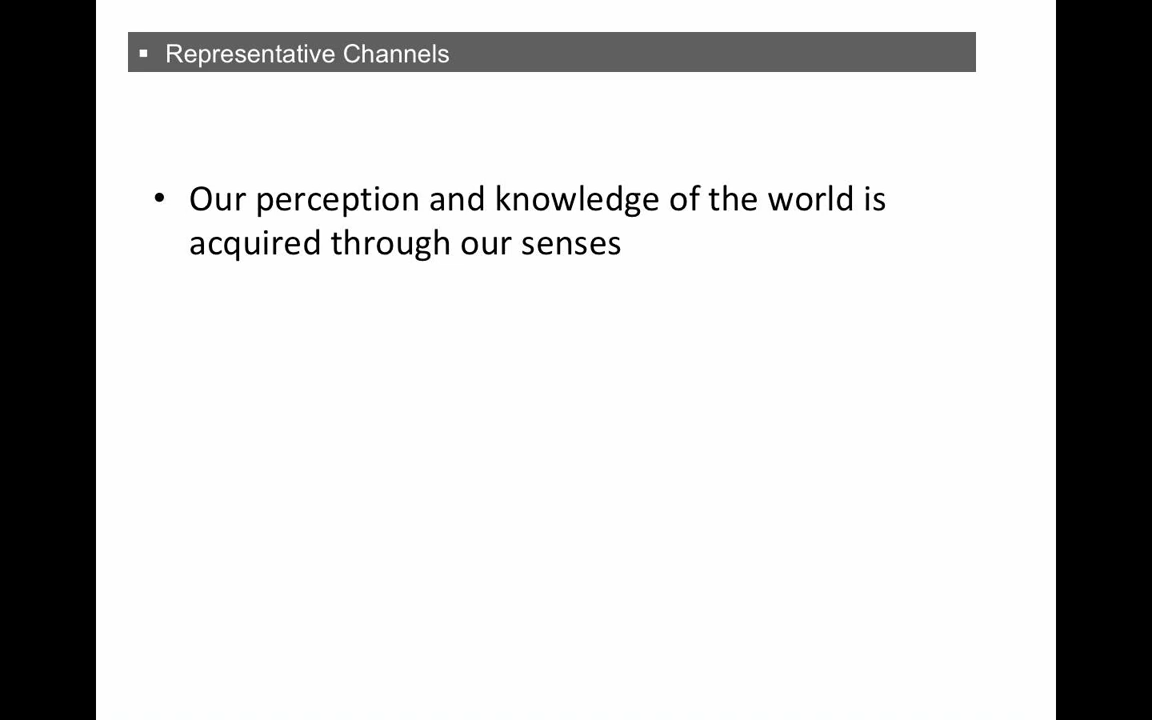 ▪ Representative Channels
• Our perception and knowledge of the world is
acquired through our senses